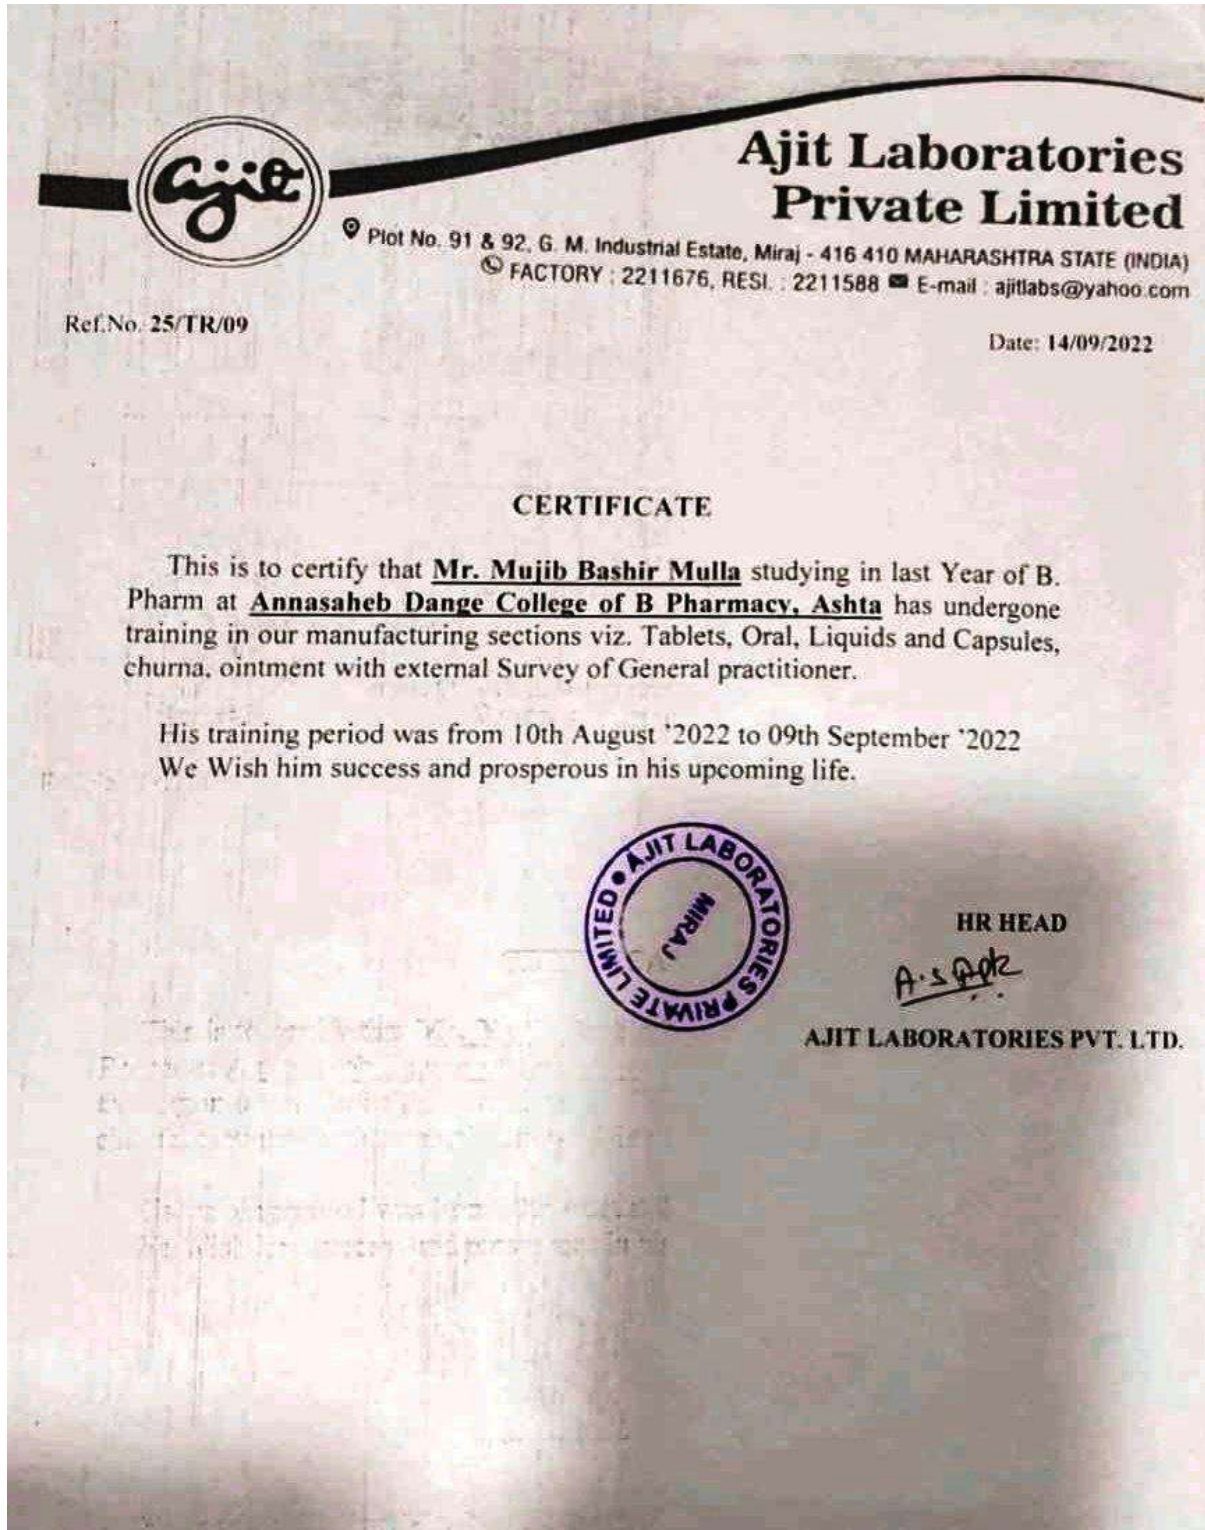 ajit
Ajit Laboratories
Private Limited
Plot No. 91 & 92, G. M. Industrial Estate, Miraj - 416 410 MAHARASHTRA STATE (INDIA)
FACTORY : 2211676, RESI. : 2211588 E-mail : ajitlabs@yahoo.com
Ref.No. 25/TR/09
Date: 14/09/2022
CERTIFICATE
This is to certify that Mr. Mujib Bashir Mulla studying in last Year of B.
Pharm at Annasaheb Dange College of B Pharmacy, Ashta has undergone
training in our manufacturing sections viz. Tablets, Oral, Liquids and Capsules,
churna, ointment with external Survey of General practitioner.
His training period was from 10th August '2022 to 09th September '2022
We Wish him success and prosperous in his upcoming life.
AJIT LABORATORIES PRIVATE LIMITED
MIRAJ
HR HEAD
AJIT LABORATORIES PVT. LTD.